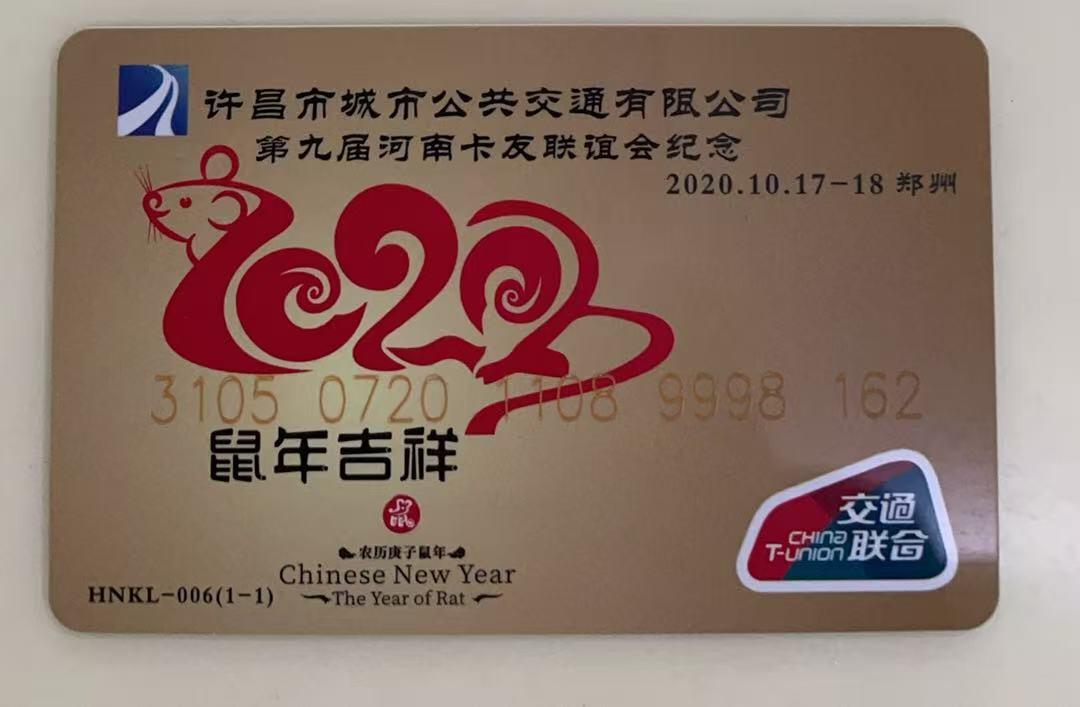 许昌市城市公共交通有限公司
第九届河南卡友联谊会纪念
2020.10.17-18 郑州
2020
3105 0720 1108 9998 162
鼠年吉祥
鼠
农历庚子鼠年
Chinese New Year
The Year of Rat
HNKL-006(1-1)
交通
联合
CHINA
T-UNION